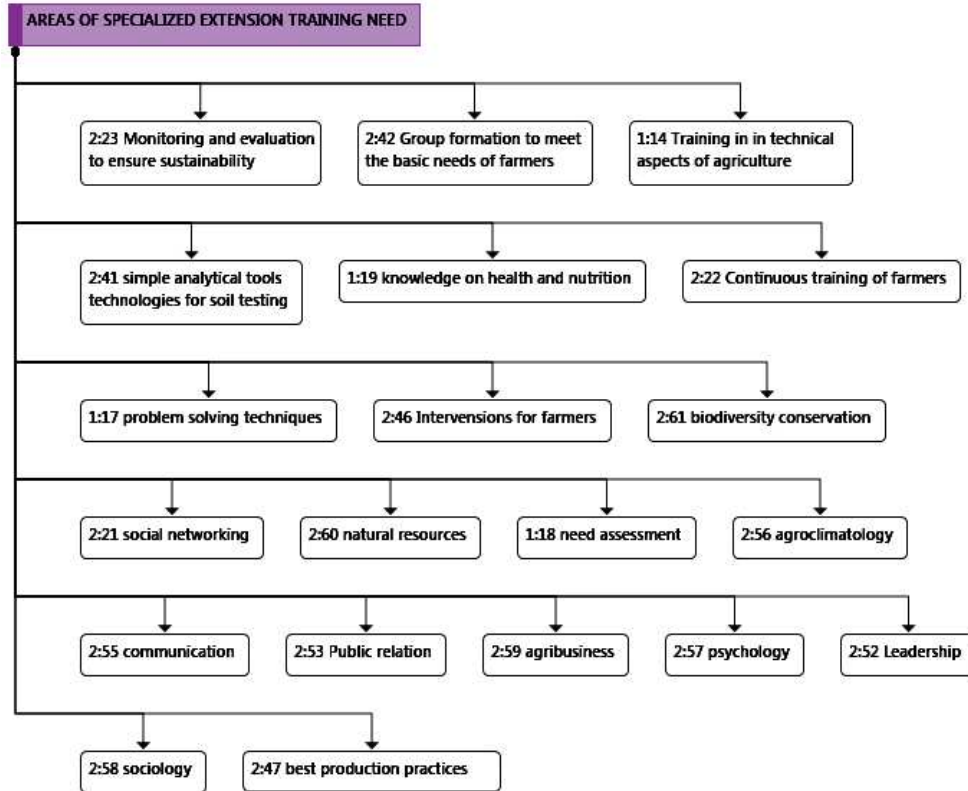 AREAS OF SPECIALIZED EXTENSION TRAINING NEED
2:23 Monitoring and evaluation
to ensure sustainability
2:42 Group formation to meet
the basic needs of farmers
1:14 Training in in technical
aspects of agriculture
2:41 simple analytical tools
technologies for soil testing
1:19 knowledge on health and nutrition
2:22 Continuous training of farmers
1:17 problem solving techniques
2:46 Intervensions for farmers
2:61 biodiversity conservation
2:21 social networking
2:60 natural resources
1:18 need assessment
2:56 agroclimatology
2:55 communication
2:53 Public relation
2:59 agribusiness
2:57 psychology
2:52 Leadership
2:58 sociology
2:47 best production practices